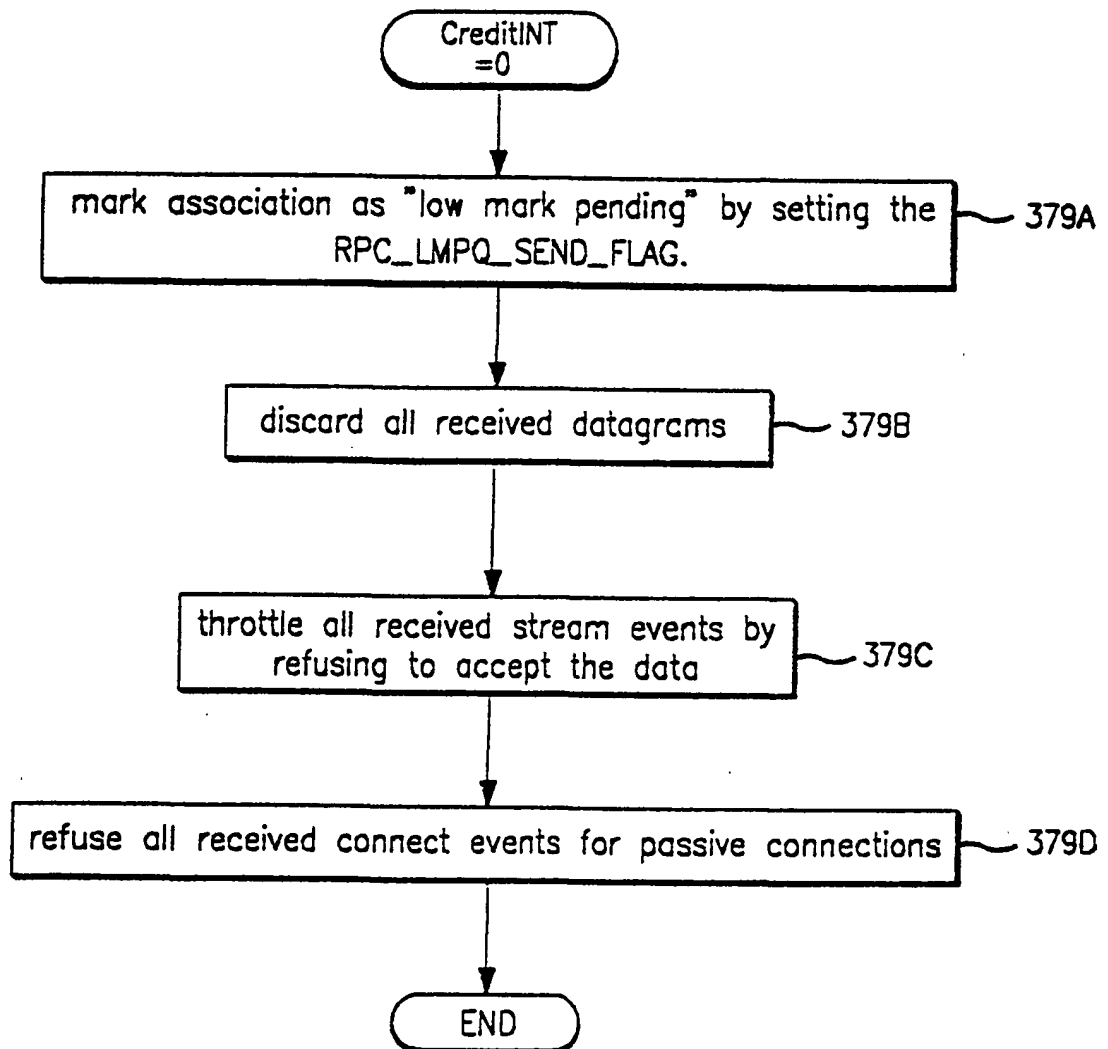 CreditINT
=0
mark association as "low mark pending" by setting the
RPC_LMPQ_SEND_FLAG.
379A
discard all received datagrams
379B
throttle all received stream events by
refusing to accept the data
379C
refuse all received connect events for passive connections
379D
END